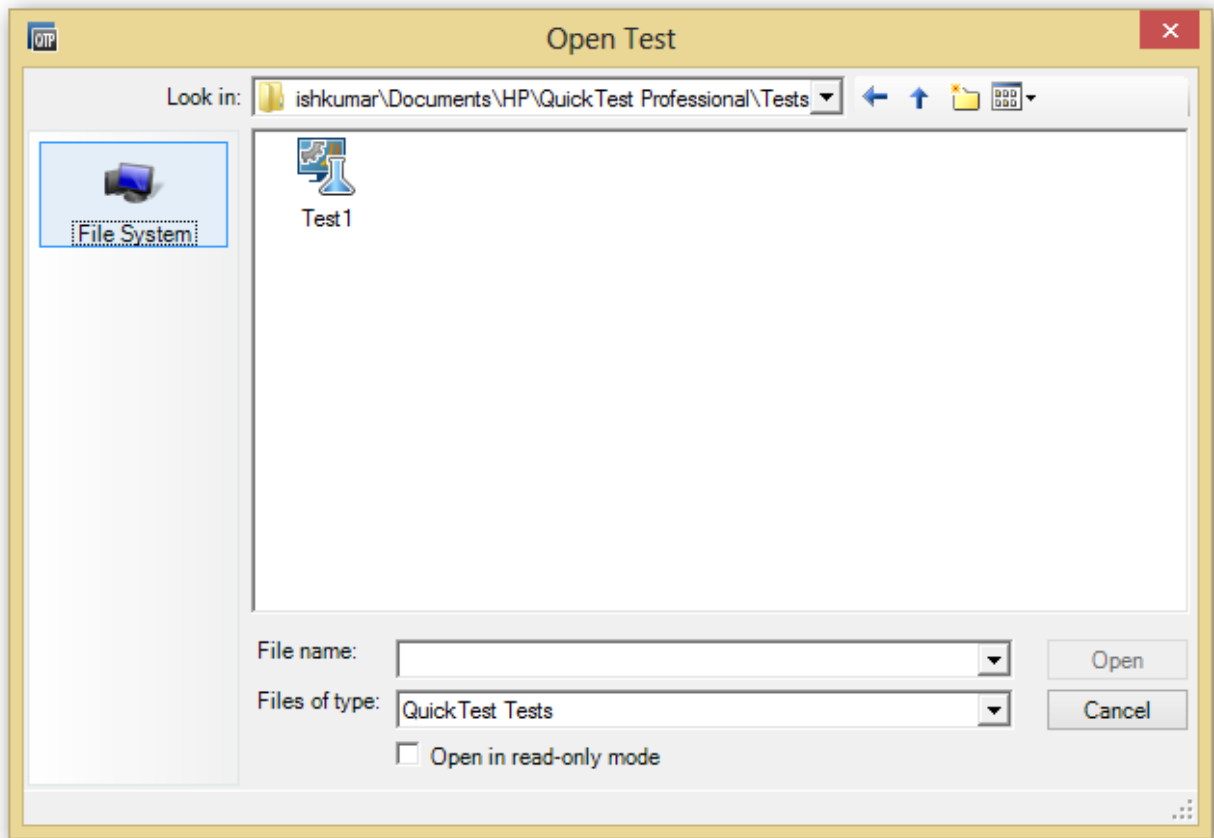 QTP
Open Test
Look in: ishkumar\Documents\HP\QuickTest Professional\Tests
File System
Test1
File name:
Open
Files of type: QuickTest Tests
Cancel
Open in read-only mode